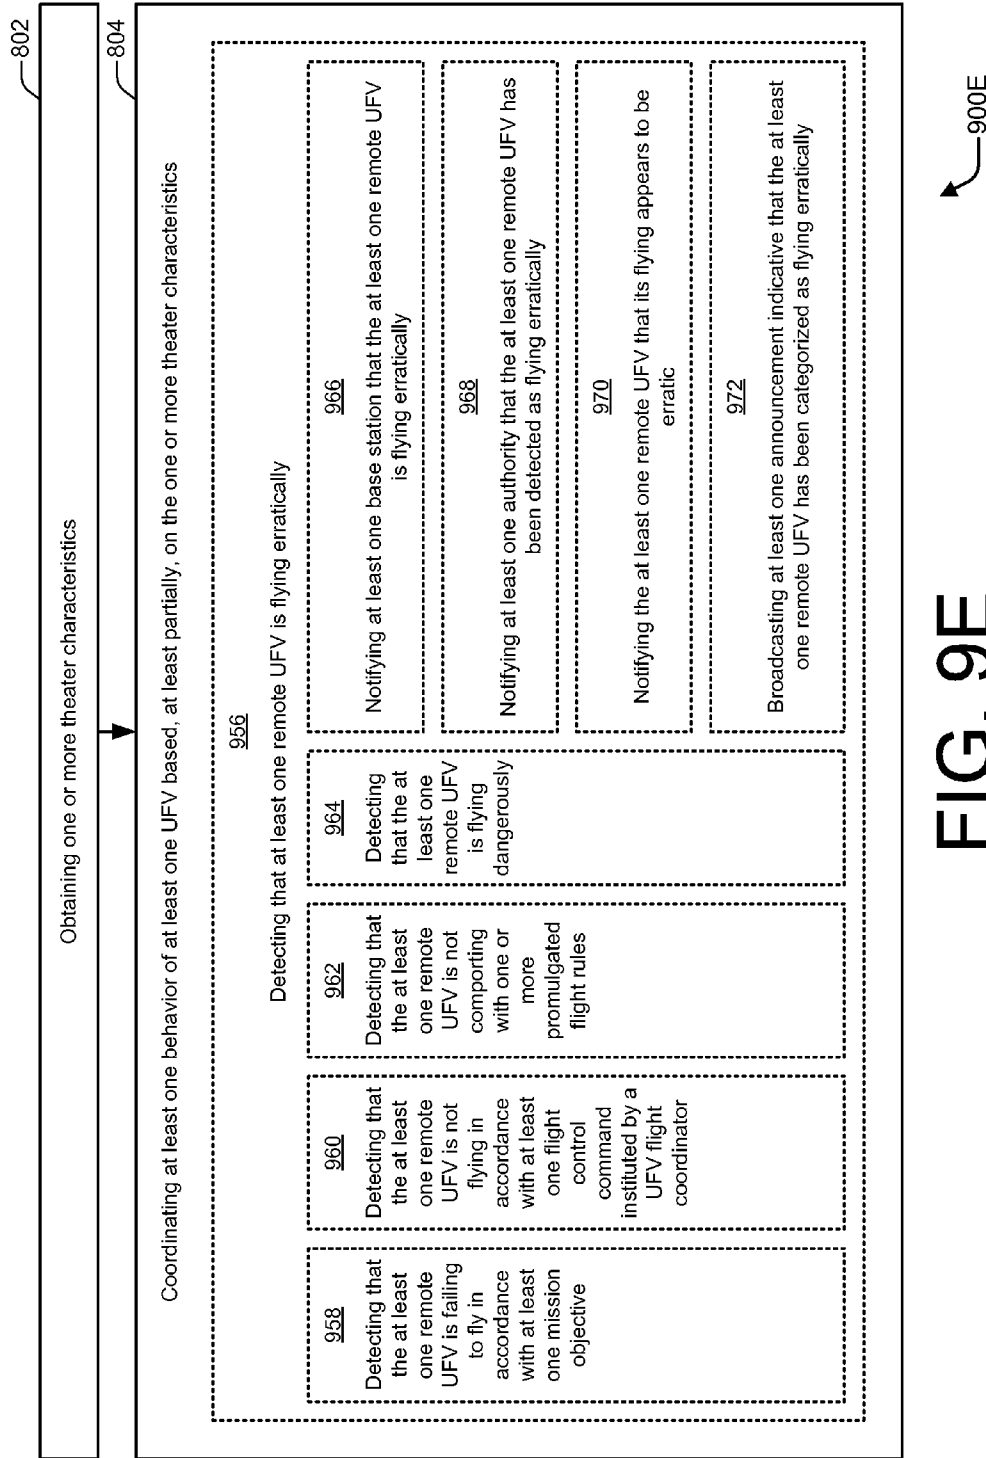 802
Obtaining one or more theater characteristics
804
Coordinating at least one behavior of at least one UFV based, at least partially, on the one or more theater characteristics
956
Detecting that at least one remote UFV is flying erratically
958
Detecting that
the at least
one remote
UFV is failing
to fly in
accordance
with at least
one mission
objective
960
Detecting that
the at least
one remote
UFV is not
flying in
accordance
with at least
one flight
control
command
instituted by a
UFV flight
coordinator
962
Detecting that
the at least
one remote
UFV is not
comporting
with one or
more
promulgated
flight rules
964
Detecting
that the at
least one
remote UFV
is flying
dangerously
966
Notifying at least one base station that the at least one remote UFV
is flying erratically
968
Notifying at least one authority that the at least one remote UFV has
been detected as flying erratically
970
Notifying the at least one remote UFV that its flying appears to be
erratic
972
Broadcasting at least one announcement indicative that the at least
one remote UFV has been categorized as flying erratically
900E
FIG. 9E